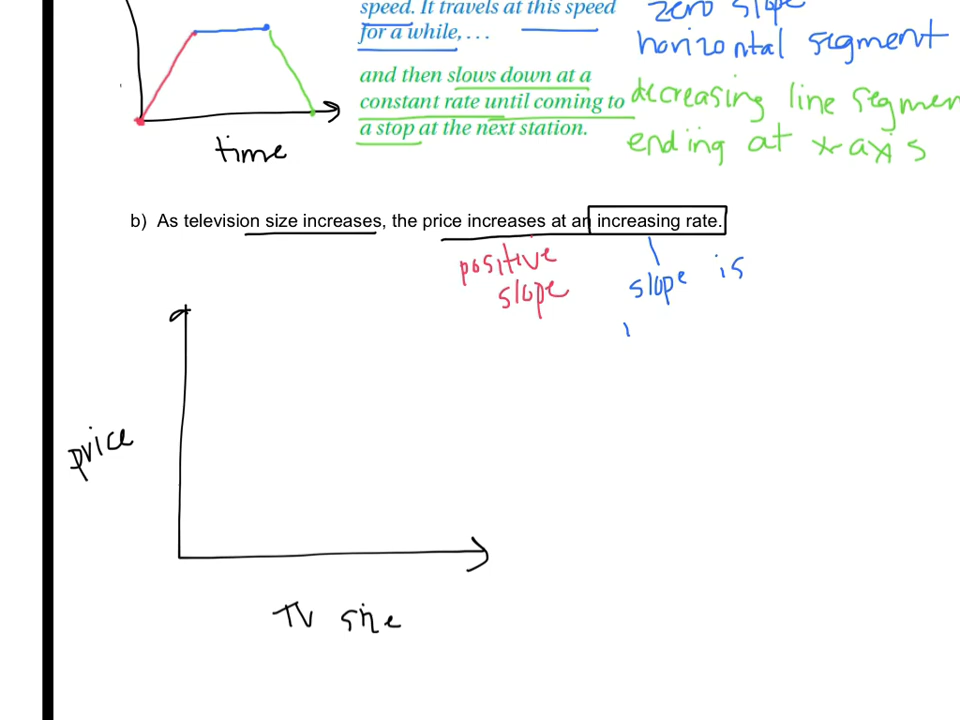 speed. It travels at this speed
for a while, . . .
zero slope
horizontal segment
and then slows down at a
constant rate until coming to
a stop at the next station.
decreasing line segmen
ending at x-axis
time
b) As television size increases, the price increases at an increasing rate.
positive
slope
slope is
price
TV size